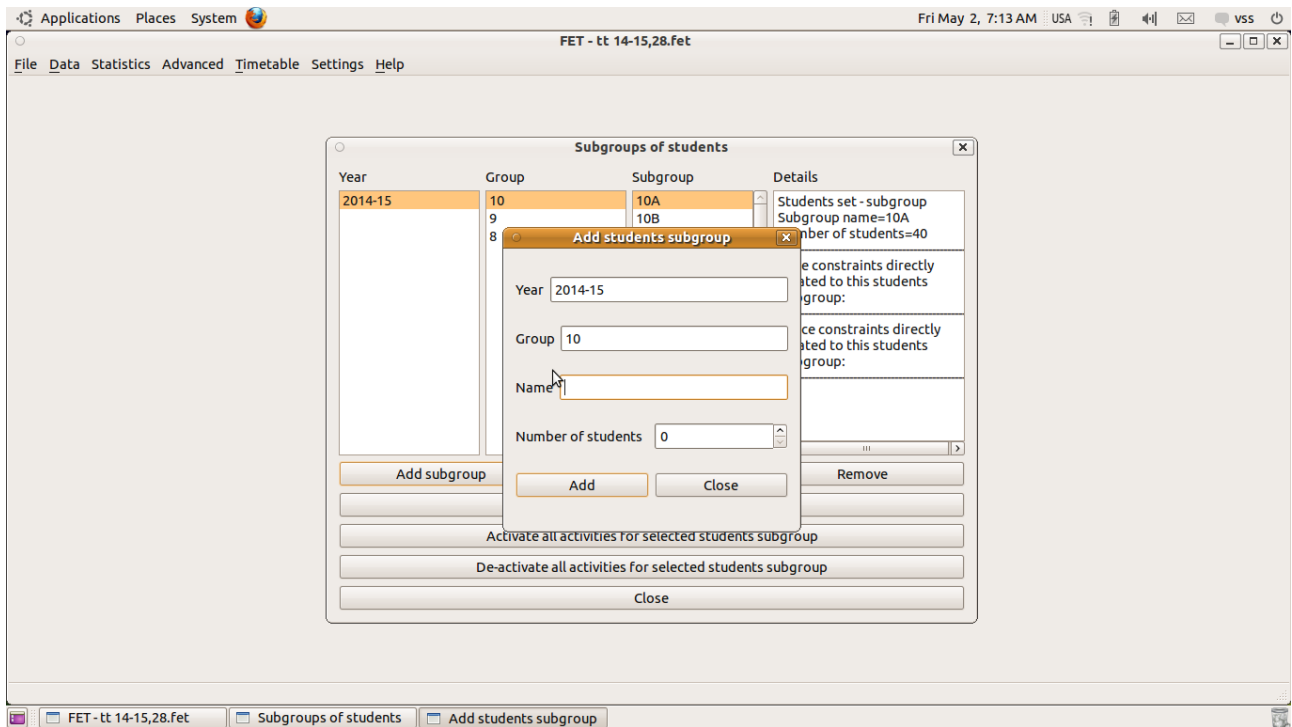 Applications Places System
Fri May 2, 7:13 AM USA vss
FET - tt 14-15,28.fet
File Data Statistics Advanced Timetable Settings Help
Subgroups of students
Year Group Subgroup Details
2014-15
10
9
8
10A
10B
Students set - subgroup
Subgroup name=10A
mber of students=40
e constraints directly
ated to this students
group:
ce constraints directly
ated to this students
group:
Add students subgroup
Year 2014-15
Group 10
Name
Number of students 0
Add Close
Add subgroup
Remove
Activate all activities for selected students subgroup
De-activate all activities for selected students subgroup
Close
FET - tt 14-15,28.fet
Subgroups of students
Add students subgroup